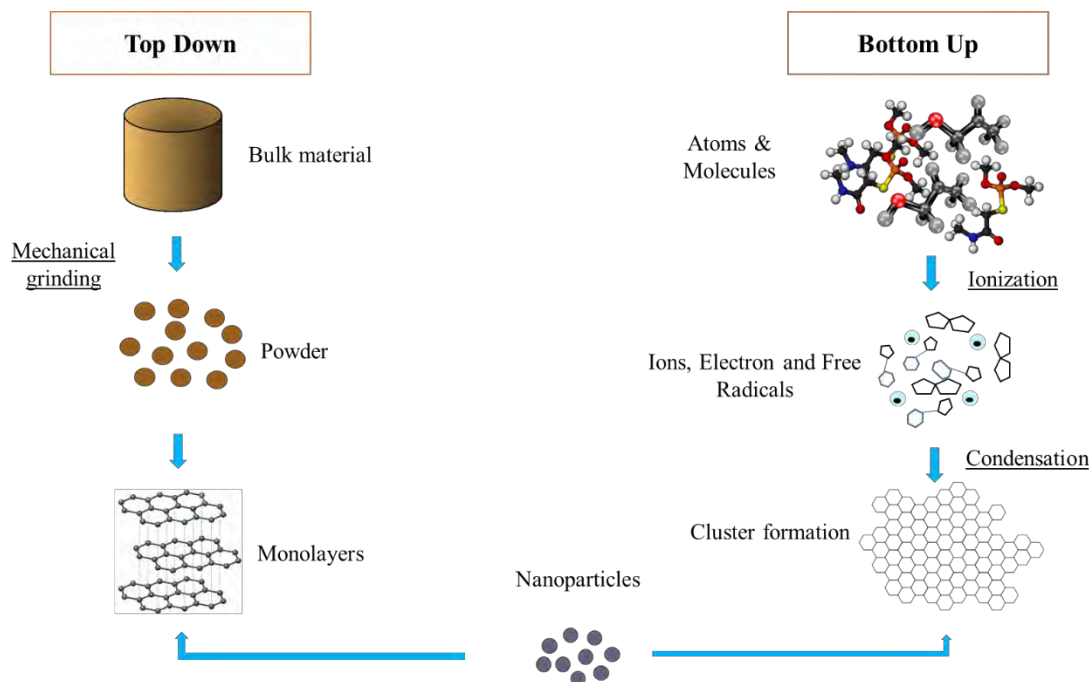 Top Down
Bottom Up
Bulk material
Atoms &
Molecules
Mechanical
grinding
Ionization
Powder
Ions, Electron and Free
Radicals
Condensation
Monolayers
Cluster formation
Nanoparticles